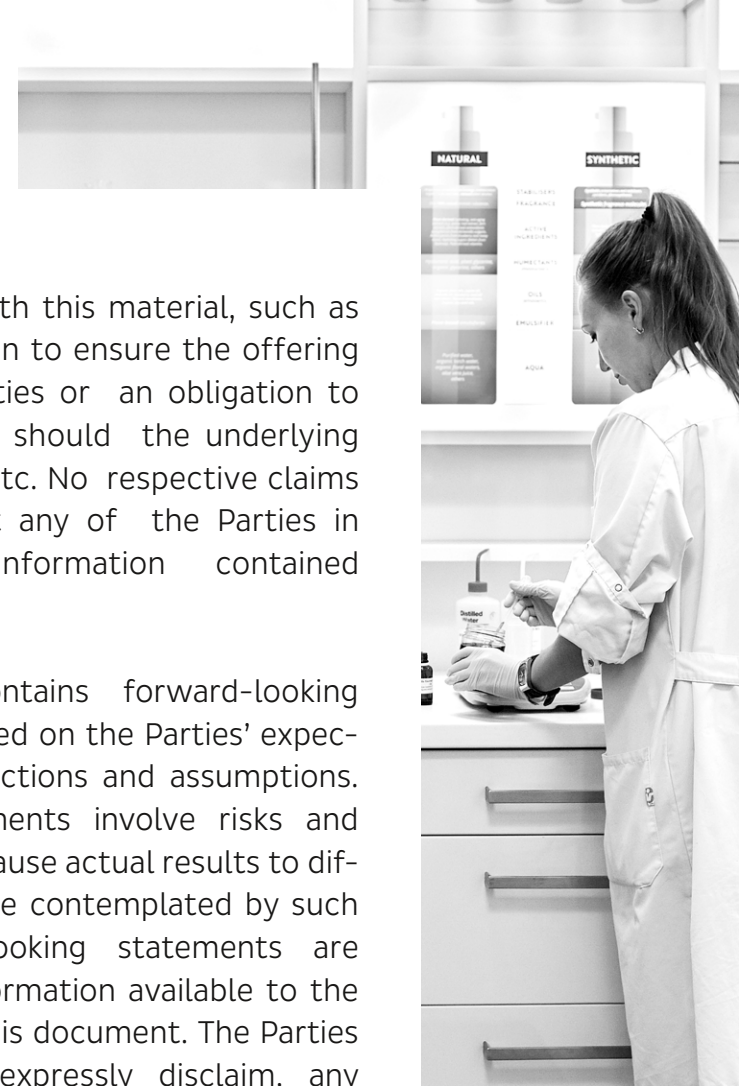 NATURAL
SYNTHETIC
STABILISERS
FRAGRANCE
ACTIVE
INGREDIENTS
HUMECTANTS
OILS
EMULSIFIER
AQUA
th this material, such as
n to ensure the offering
ties or an obligation to
should the underlying
tc. No respective claims
any of the Parties in
nformation contained
Distilled
Water
ntains forward-looking
ed on the Parties’ expec-
ctions and assumptions.
ments involve risks and
ause actual results to dif-
e contemplated by such
ooking statements are
ormation available to the
is document. The Parties
expressly disclaim, any